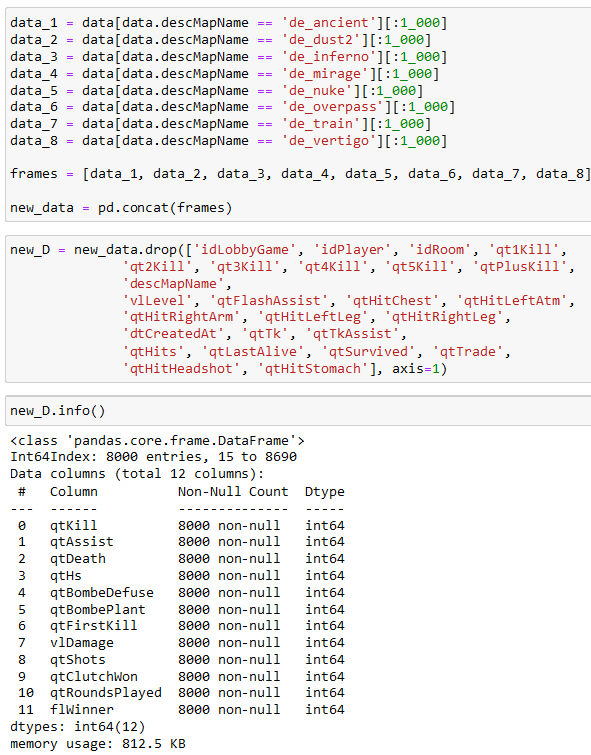 data_1 = data[data.descMapName == 'de_ancient'][:1_000]
data_2 = data[data.descMapName == 'de_dust2'][:1_000]
data_3 = data[data.descMapName == 'de_inferno'][:1_000]
data_4 = data[data.descMapName == 'de_mirage'][:1_000]
data_5 = data[data.descMapName == 'de_nuke'][:1_000]
data_6 = data[data.descMapName == 'de_overpass'][:1_000]
data_7 = data[data.descMapName == 'de_train'][:1_000]
data_8 = data[data.descMapName == 'de_vertigo'][:1_000]
frames = [data_1, data_2, data_3, data_4, data_5, data_6, data_7, data_8]
new_data = pd.concat(frames)
new_D = new_data.drop(['idLobbyGame', 'idPlayer', 'idRoom', 'qt1Kill',
'qt2Kill', 'qt3Kill', 'qt4Kill', 'qt5Kill', 'qtPlusKill',
'descMapName',
'vlLevel', 'qtFlashAssist', 'qtHitChest', 'qtHitLeftAtm',
'qtHitRightArm', 'qtHitLeftLeg', 'qtHitRightLeg',
'dtCreatedAt', 'qtTk', 'qtTkAssist',
'qtHits', 'qtLastAlive', 'qtSurvived', 'qtTrade',
'qtHitHeadshot', 'qtHitStomach'], axis=1)
new_D.info()
<class 'pandas.core.frame.DataFrame'>
Int64Index: 8000 entries, 15 to 8690
Data columns (total 12 columns):
# Column Non-Null Count Dtype
--- ------ -------------- -----
0 qtKill 8000 non-null int64
1 qtAssist 8000 non-null int64
2 qtDeath 8000 non-null int64
3 qtHs 8000 non-null int64
4 qtBombeDefuse 8000 non-null int64
5 qtBombePlant 8000 non-null int64
6 qtFirstKill 8000 non-null int64
7 vlDamage 8000 non-null int64
8 qtShots 8000 non-null int64
9 qtClutchWon 8000 non-null int64
10 qtRoundsPlayed 8000 non-null int64
11 flWinner 8000 non-null int64
dtypes: int64(12)
memory usage: 812.5 KB